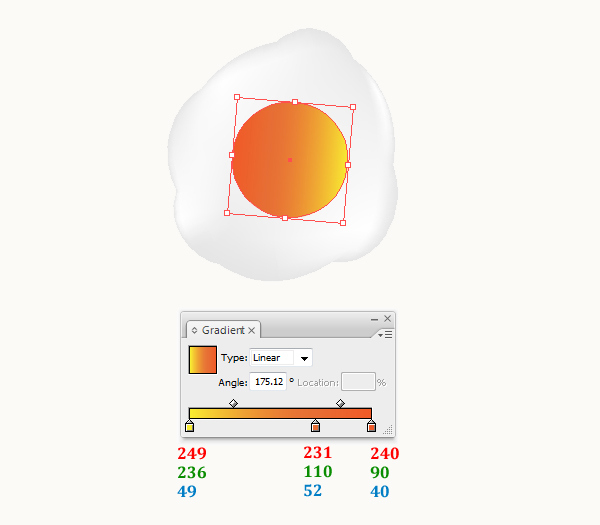 Gradient
Type: Linear
Angle: 175.12 ° Location: %
249 231 240
236 110 90
49 52 40